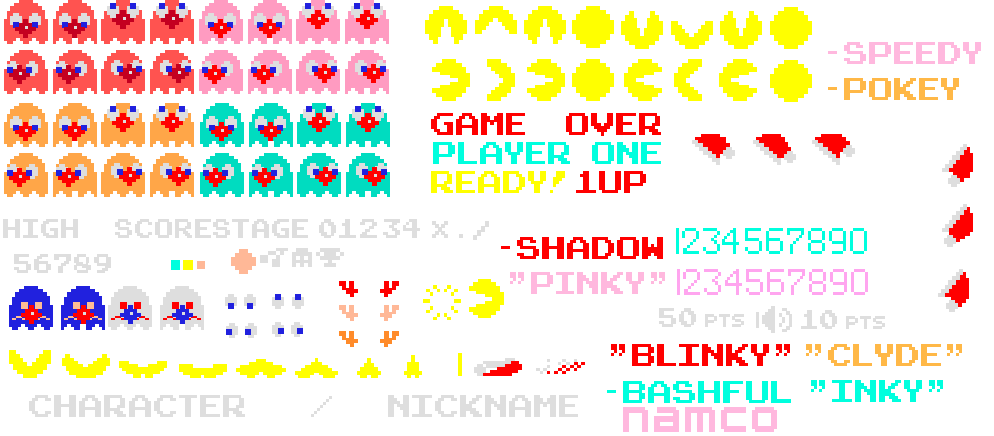 -SPEEDY
-POKEY
GAME OVER
PLAYER ONE
READY!
1UP
HIGH SCORESTAGE 01234 X . /
56789
-SHADOW
1234567890
"PINKY"
1234567890
50 PTS
10 PTS
"BLINKY"
"CLYDE"
-BASHFUL
"INKY"
CHARACTER / NICKNAME
namco